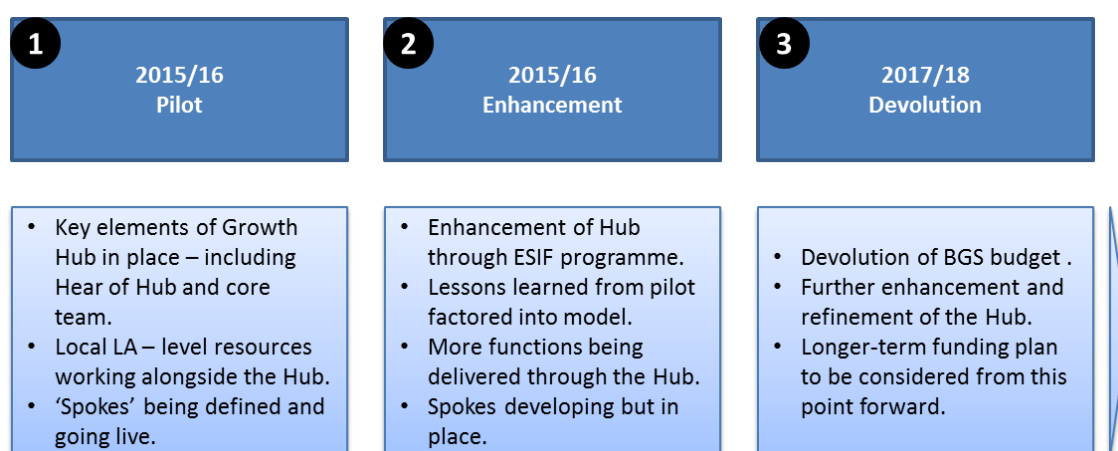 1
2015/16
Pilot
2
2015/16
Enhancement
3
2017/18
Devolution
• Key elements of Growth
Hub in place – including
Hear of Hub and core
team.
• Local LA – level resources
working alongside the Hub.
• ‘Spokes’ being defined and
going live.
• Enhancement of Hub
through ESIF programme.
• Lessons learned from pilot
factored into model.
• More functions being
delivered through the Hub.
• Spokes developing but in
place.
• Devolution of BGS budget .
• Further enhancement and
refinement of the Hub.
• Longer-term funding plan
to be considered from this
point forward.